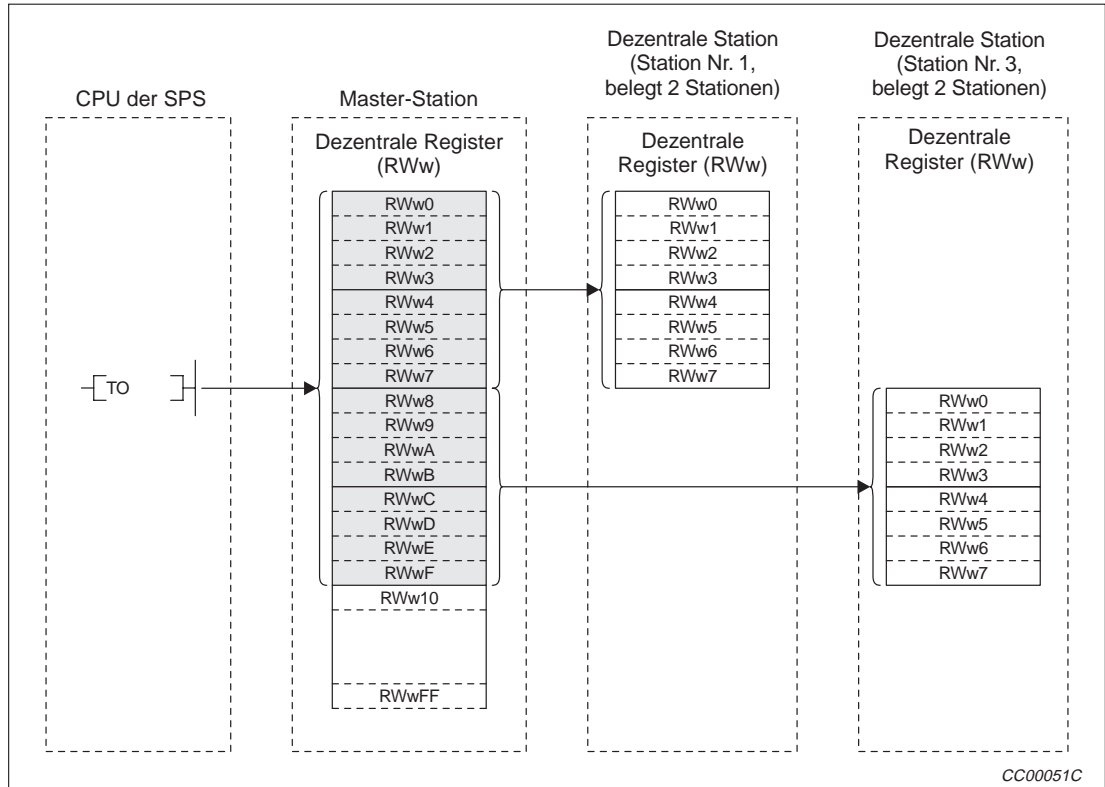 CPU der SPS
TO
Master-Station
Dezentrale Register
(RWw)
RWw0
RWw1
RWw2
RWw3
RWw4
RWw5
RWw6
RWw7
RWw8
RWw9
RWwA
RWwB
RWwC
RWwD
RWwE
RWwF
RWw10
RWwFF
Dezentrale Station
(Station Nr. 1,
belegt 2 Stationen)
Dezentrale
Register (RWw)
RWw0
RWw1
RWw2
RWw3
RWw4
RWw5
RWw6
RWw7
Dezentrale Station
(Station Nr. 3,
belegt 2 Stationen)
Dezentrale
Register (RWw)
RWw0
RWw1
RWw2
RWw3
RWw4
RWw5
RWw6
RWw7
CC00051C